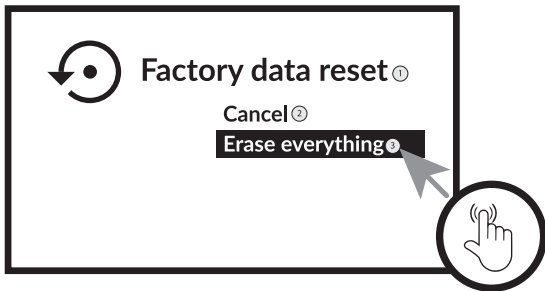 Factory data reset ①
Cancel ②
Erase everything ③